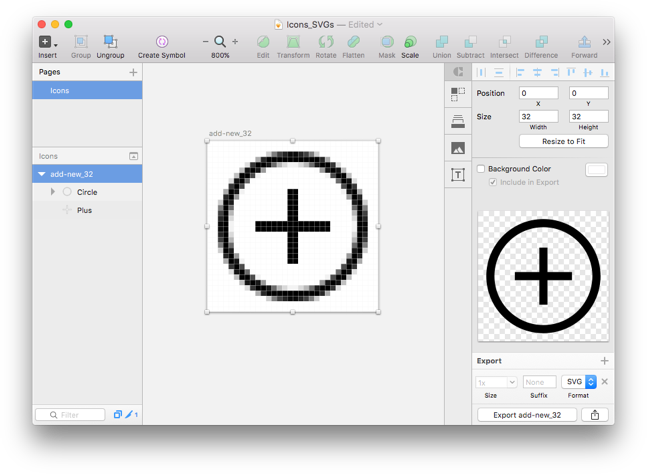 Icons_SVGs — Edited
Insert Group Ungroup Create Symbol 800% Edit Transform Rotate Flatten Mask Scale Union Subtract Intersect Difference Forward
Pages
Icons
Icons
add-new_32
Circle
Plus
Filter
1
add-new_32
Position 0 0
X Y
Size 32 32
Width Height
Resize to Fit
Background Color
Include in Export
Export
1x None SVG
Size Suffix Format
Export add-new_32